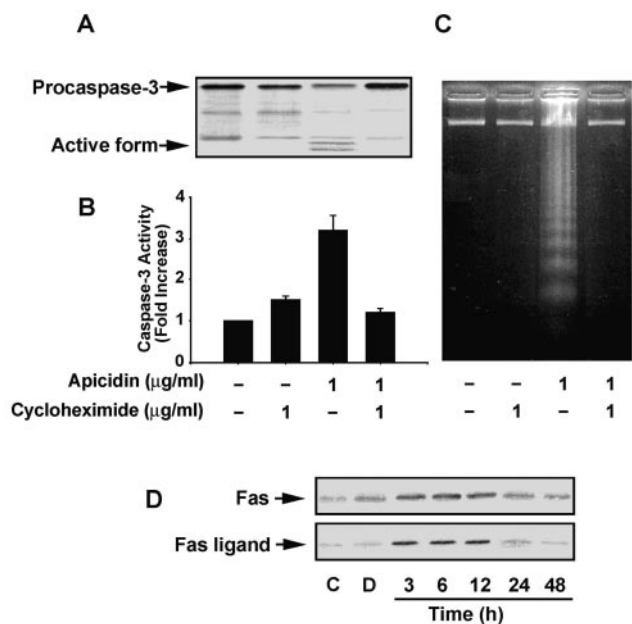 A
Procaspase-3
Active form
B
Caspase-3 Activity
(Fold Increase)
4
3
2
1
0
Apicidin (μg/ml) – – 1 1
Cycloheximide (μg/ml) – 1 – 1
C
– – 1 1
– 1 – 1
D
Fas
Fas ligand
C D 3 6 12 24 48
Time (h)